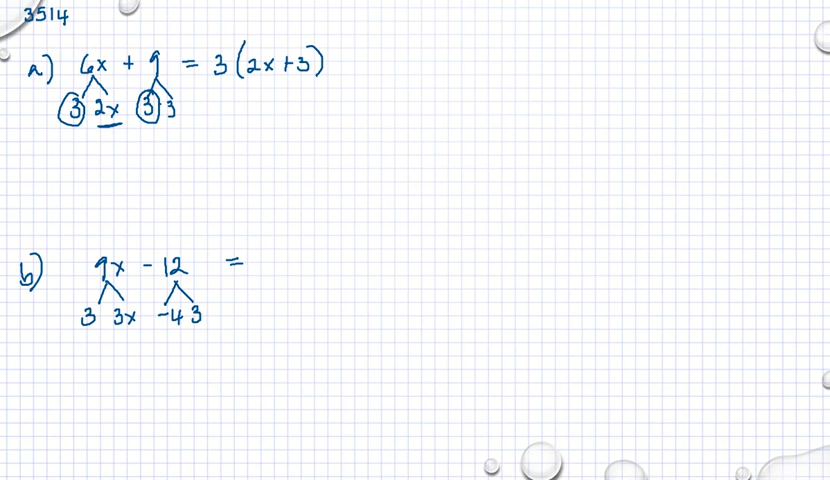 3514
a) 6x + 9 = 3(2x+3)
3 2x 3 3
b) 9x - 12 =
3 3x -4 3